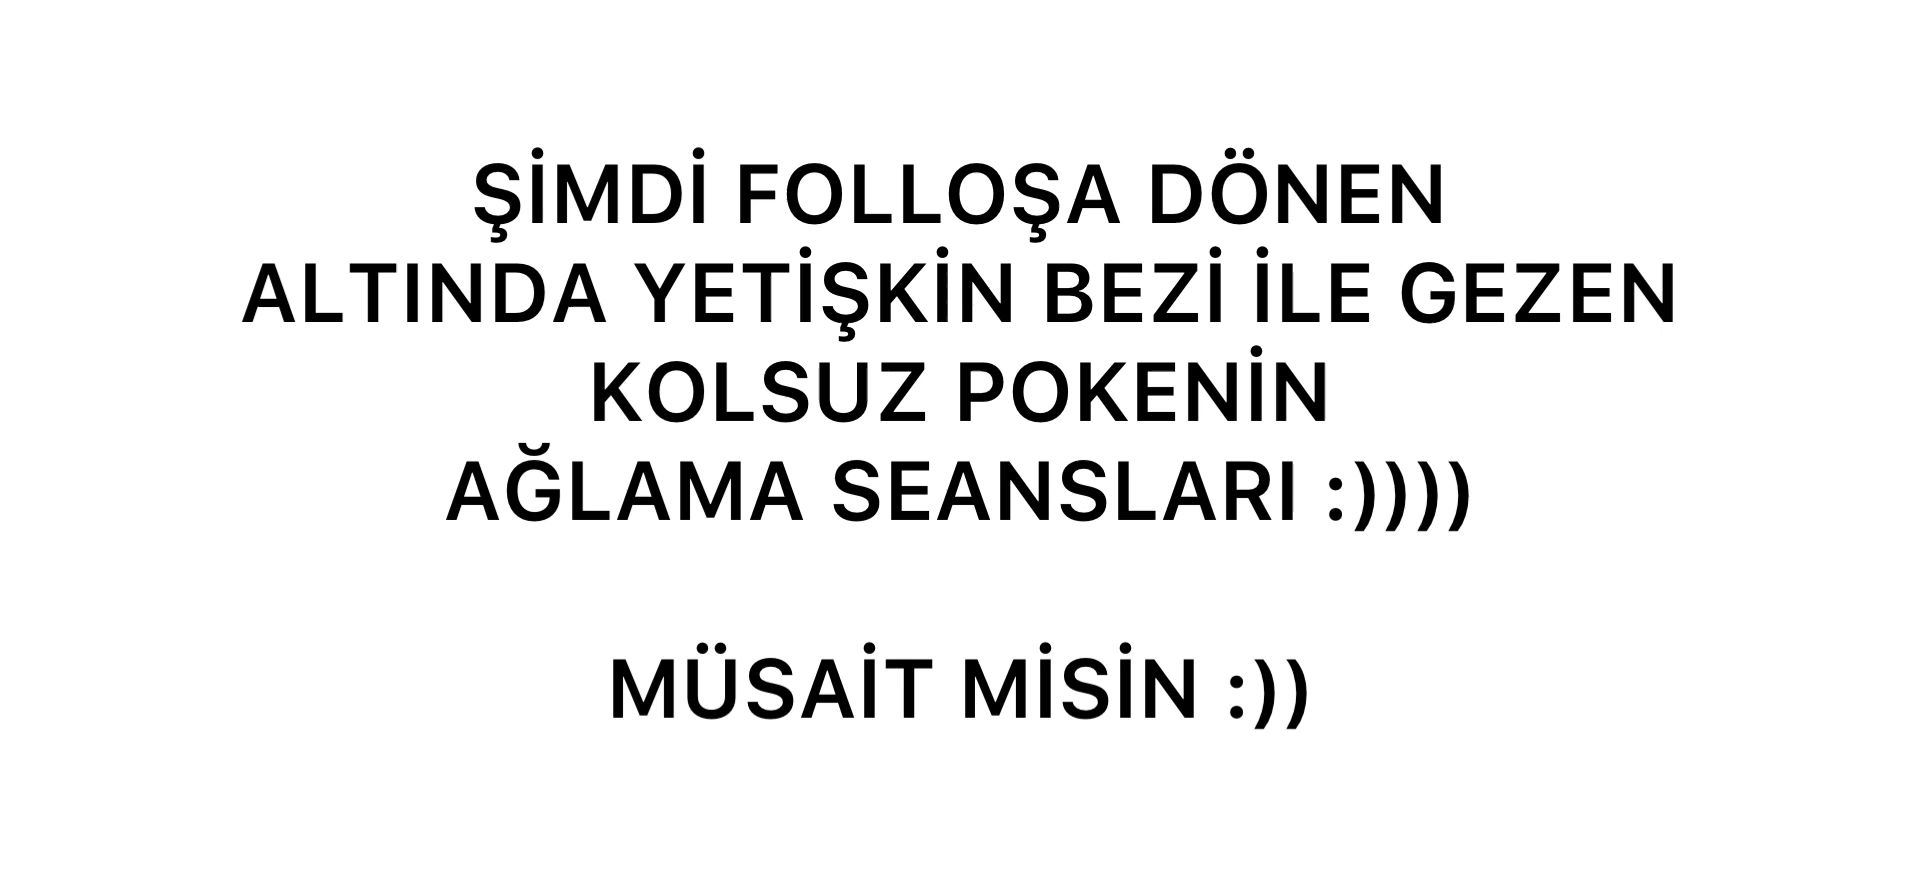 ŞİMDİ FOLLOŞA DÖNEN
ALTINDA YETİŞKİN BEZİ İLE GEZEN
KOLSUZ POKENİN
AĞLAMA SEANSLARI :))))
MÜSAİT MİSİN :))